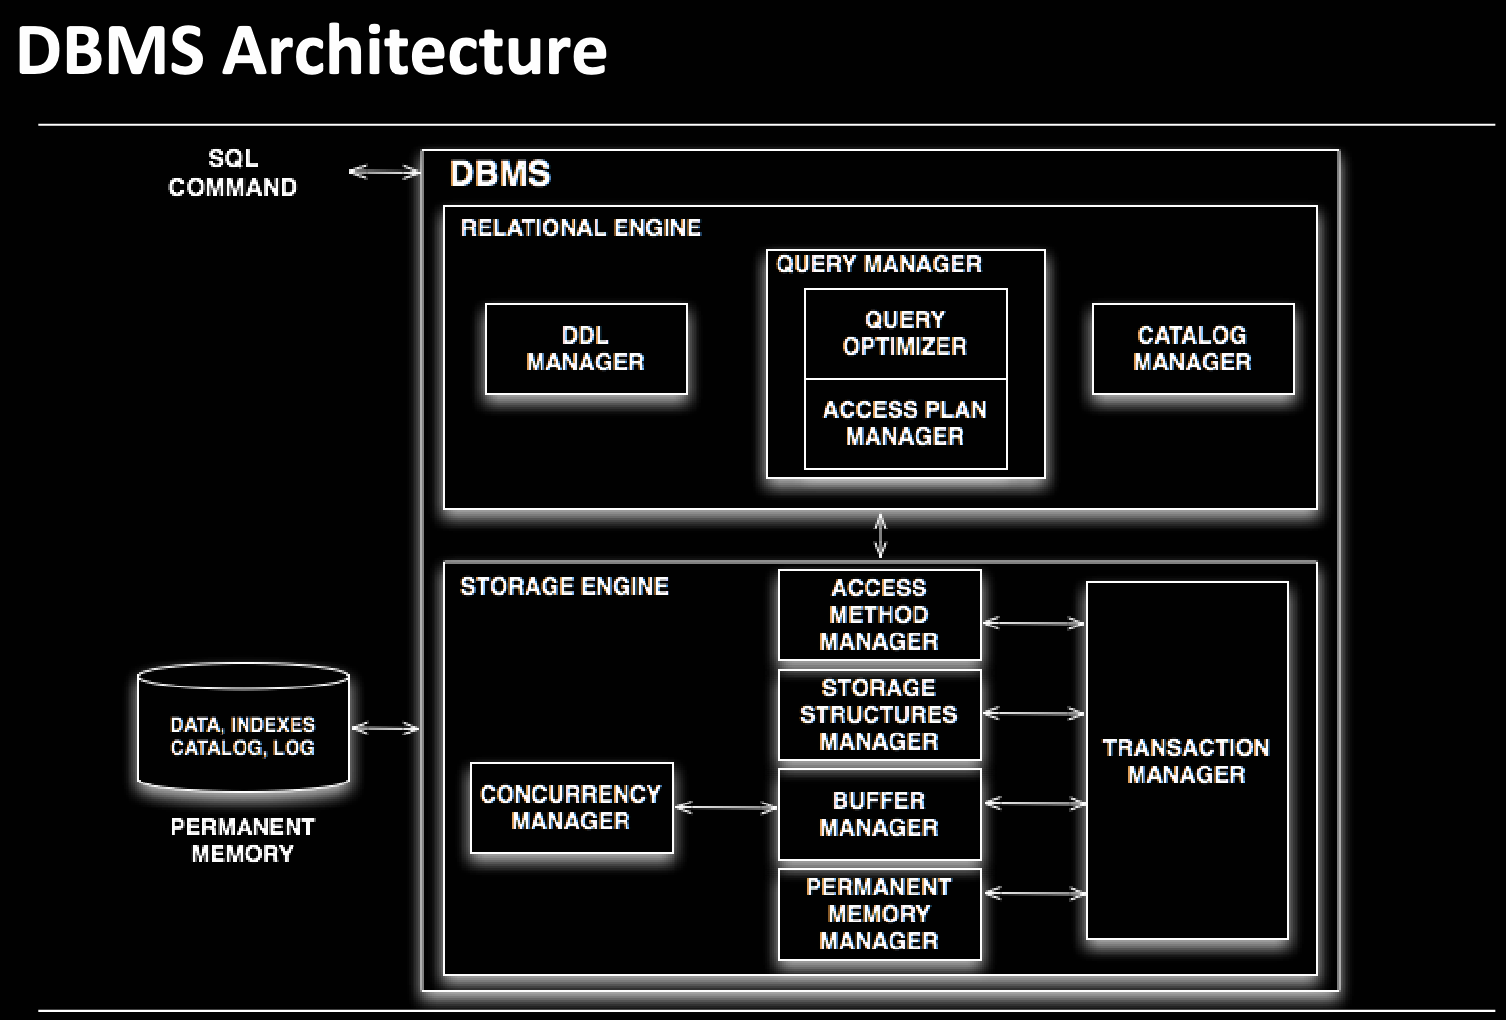 DBMS Architecture
SQL
COMMAND
DBMS
RELATIONAL ENGINE
QUERY MANAGER
DDL
MANAGER
QUERY
OPTIMIZER
CATALOG
MANAGER
ACCESS PLAN
MANAGER
STORAGE ENGINE
ACCESS
METHOD
MANAGER
STORAGE
STRUCTURES
MANAGER
TRANSACTION
MANAGER
DATA, INDEXES
CATALOG, LOG
PERMANENT
MEMORY
CONCURRENCY
MANAGER
BUFFER
MANAGER
PERMANENT
MEMORY
MANAGER